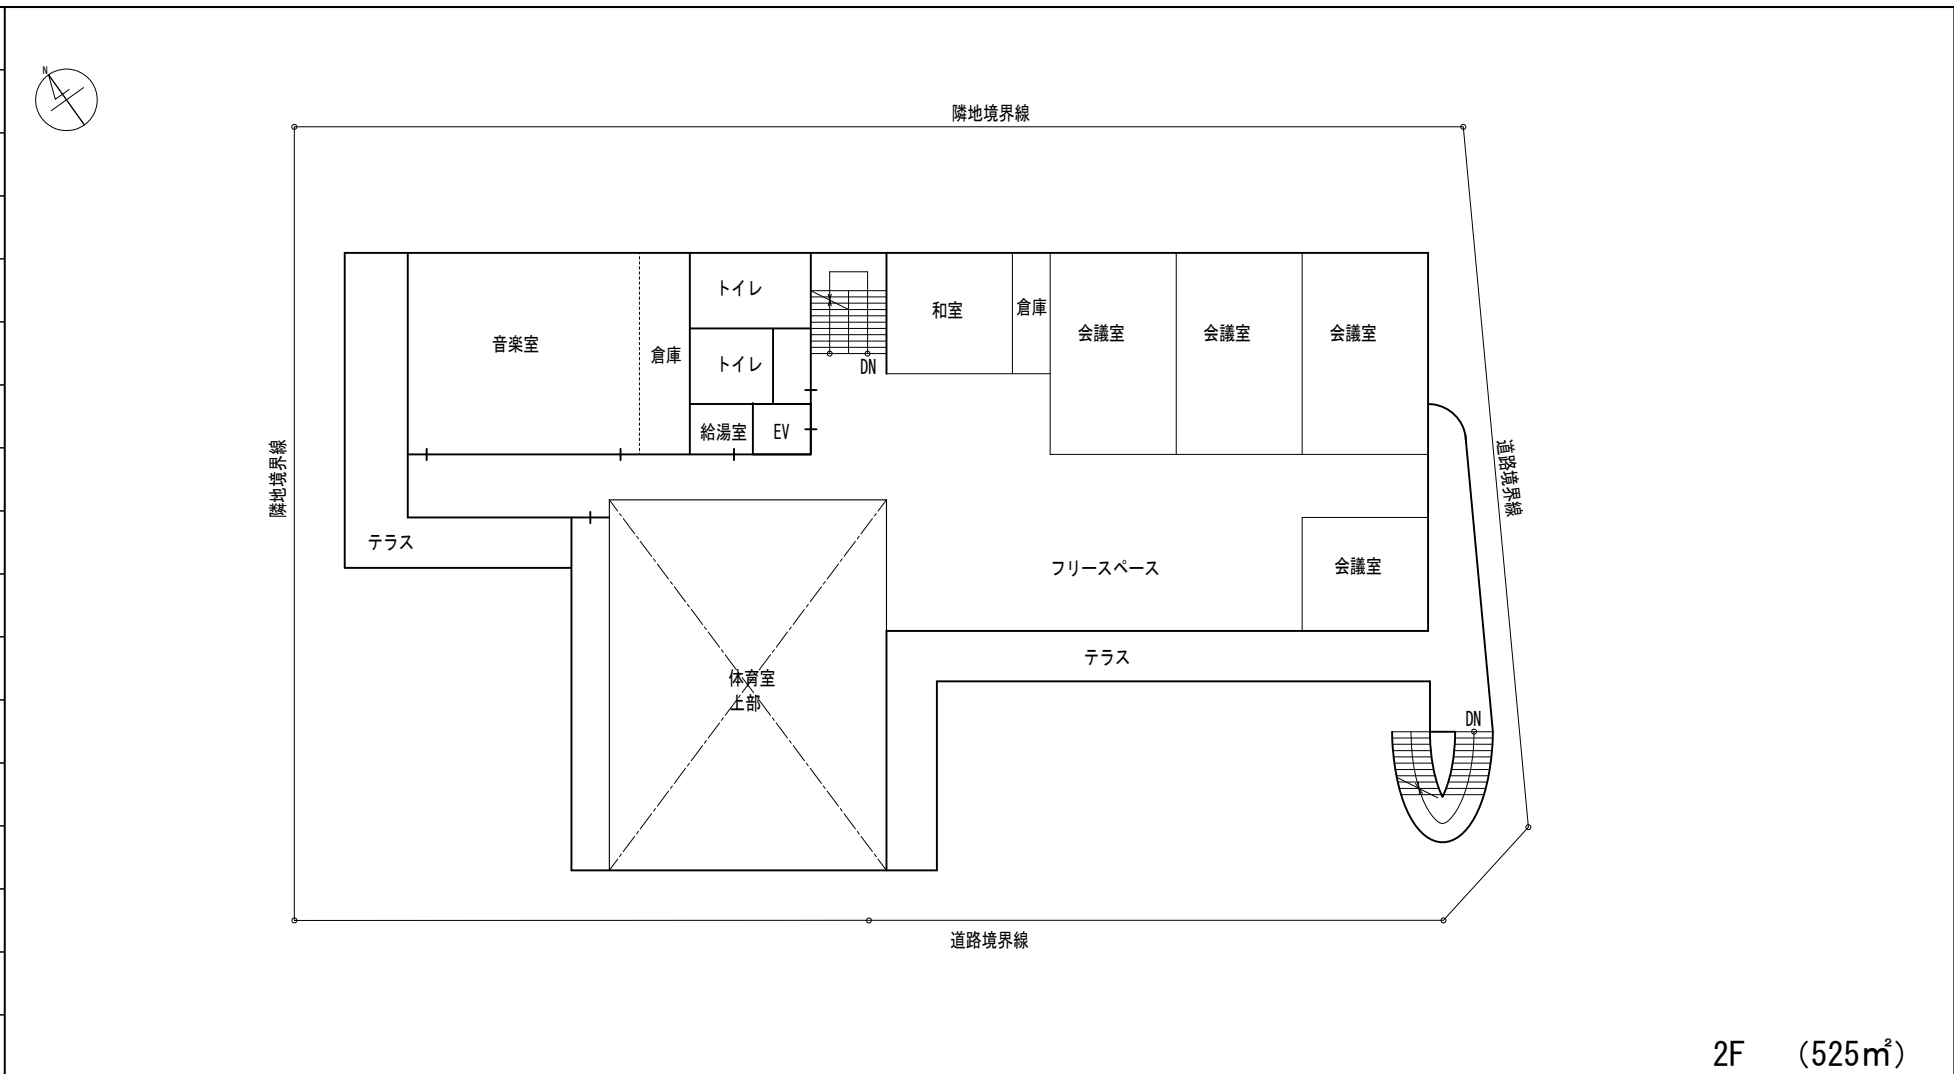 N
隣地境界線
トイレ
和室
倉庫
会議室
会議室
会議室
音楽室
倉庫
トイレ
DN
給湯室
EV
隣地境界線
道路境界線
テラス
フリースペース
会議室
テラス
体育室
上部
DN
道路境界線
2F (525㎡)